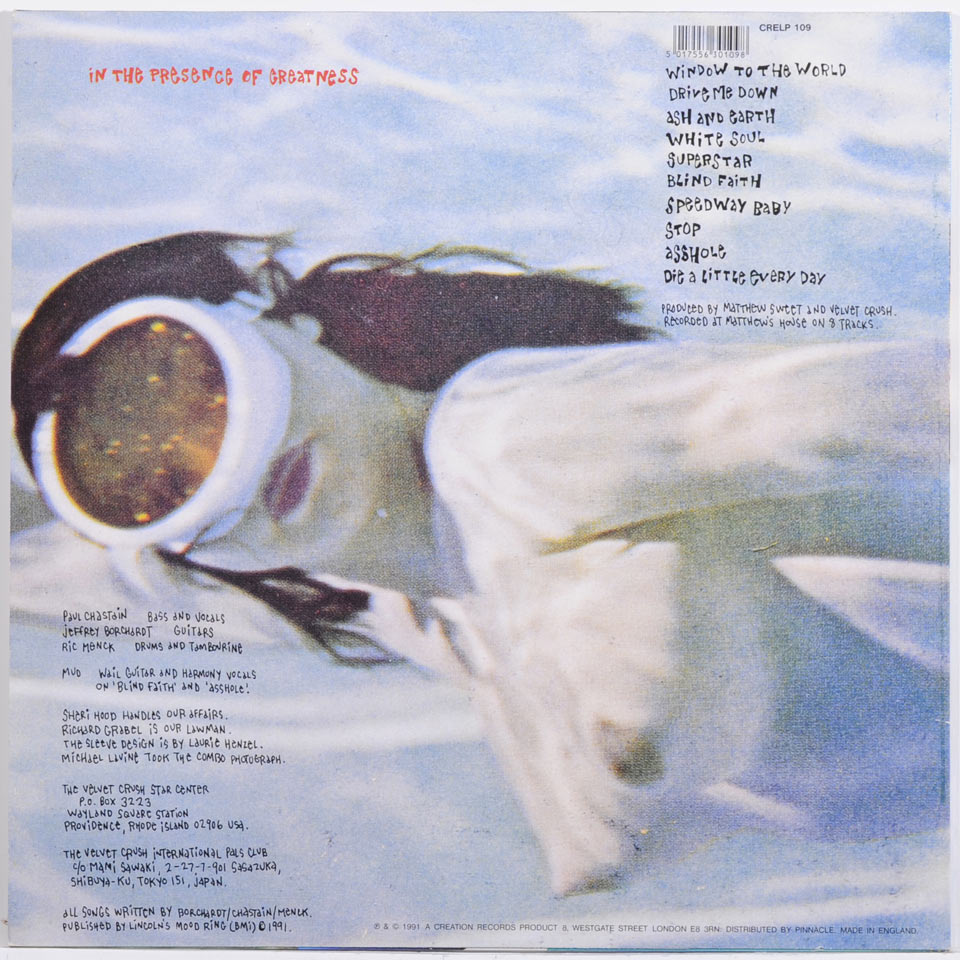 IN THE PRESENCE OF GREATNESS
CRELP 109
5 017556 301098
WINDOW TO THE WORLD
DRIVE ME DOWN
ASH AND EARTH
WHITE SOUL
SUPERSTAR
BLIND FAITH
SPEEDWAY BABY
STOP
ASSHOLE
DIE A LITTLE EVERY DAY
PRODUCED BY MATTHEW SWEET AND VELVET CRUSH.
RECORDED AT MATTHEW'S HOUSE ON 8 TRACKS.
PAUL CHASTAIN BASS AND VOCALS
JEFFREY BORCHARDT GUITARS
RIC MENCK DRUMS AND TAMBOURINE
MUD WAIL GUITAR AND HARMONY VOCALS
ON 'BLIND FAITH' AND 'ASSHOLE'.
SHERI HOOD HANDLES OUR AFFAIRS.
RICHARD GRABEL IS OUR LAWMAN.
THE SLEEVE DESIGN IS BY LAURIE HENZEL.
MICHAEL LAVINE TOOK THE COMBO PHOTOGRAPH.
THE VELVET CRUSH STAR CENTER
P.O. BOX 3223
WAYLAND SQUARE STATION
PROVIDENCE, RHODE ISLAND 02906 USA.
THE VELVET CRUSH INTERNATIONAL PALS CLUB
C/O MAMI SAWAKI, 2-27-7-901 SASAZUKA,
SHIBUYA-KU, TOKYO 151, JAPAN.
ALL SONGS WRITTEN BY BORCHARDT/CHASTAIN/MENCK.
PUBLISHED BY LINCOLN'S MOOD RING (BMI) © 1991.
℗ & © 1991 A CREATION RECORDS PRODUCT 8, WESTGATE STREET LONDON E8 3RN: DISTRIBUTED BY PINNACLE. MADE IN ENGLAND.